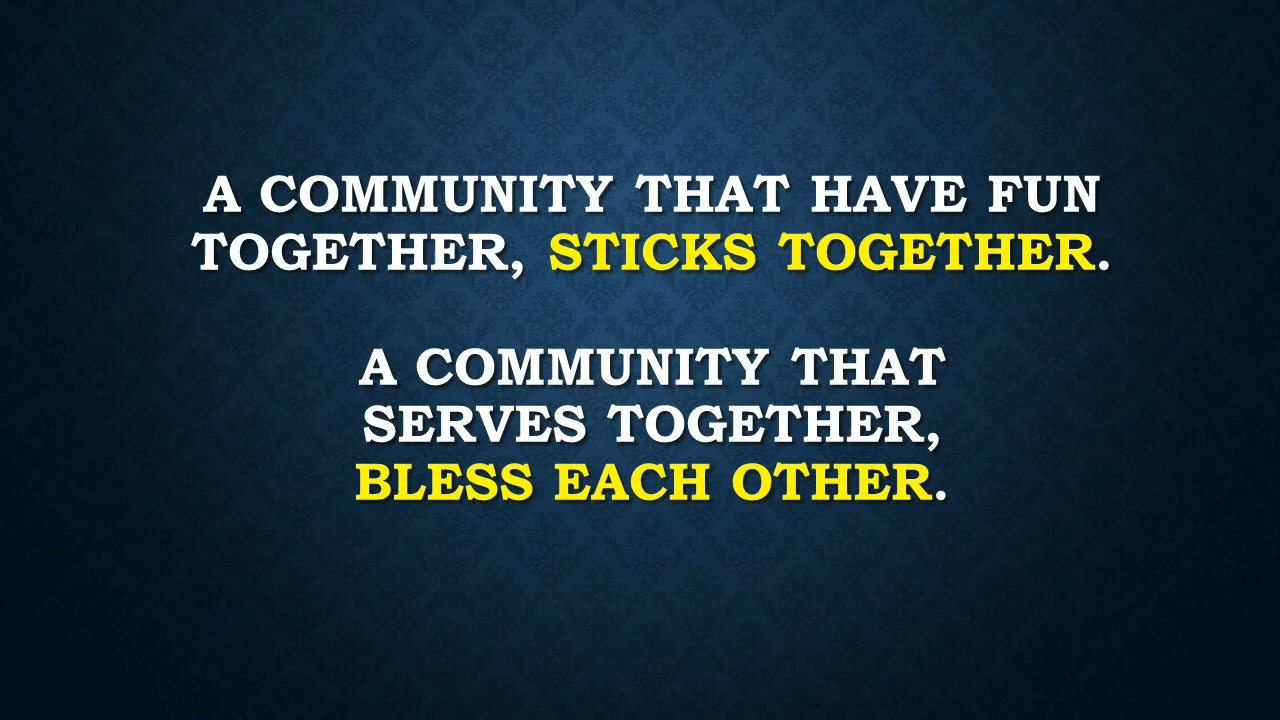 A COMMUNITY THAT HAVE FUN
TOGETHER, STICKS TOGETHER.
A COMMUNITY THAT
SERVES TOGETHER,
BLESS EACH OTHER.